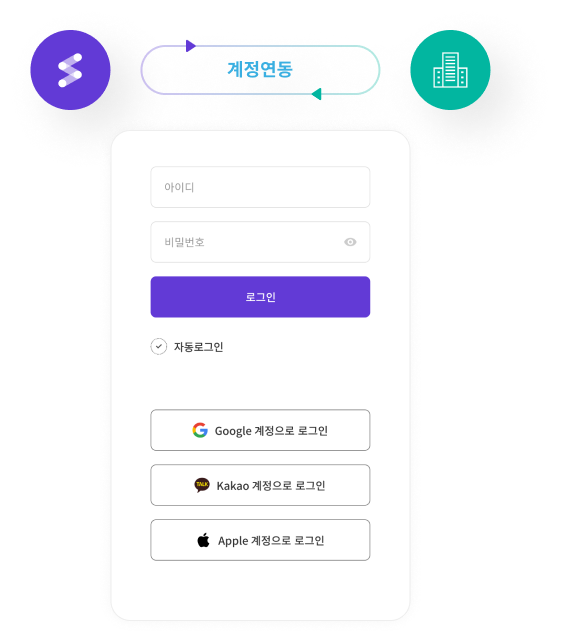 계정연동
아이디
비밀번호
로그인
자동로그인
Google 계정으로 로그인
TALK
Kakao 계정으로 로그인
Apple 계정으로 로그인